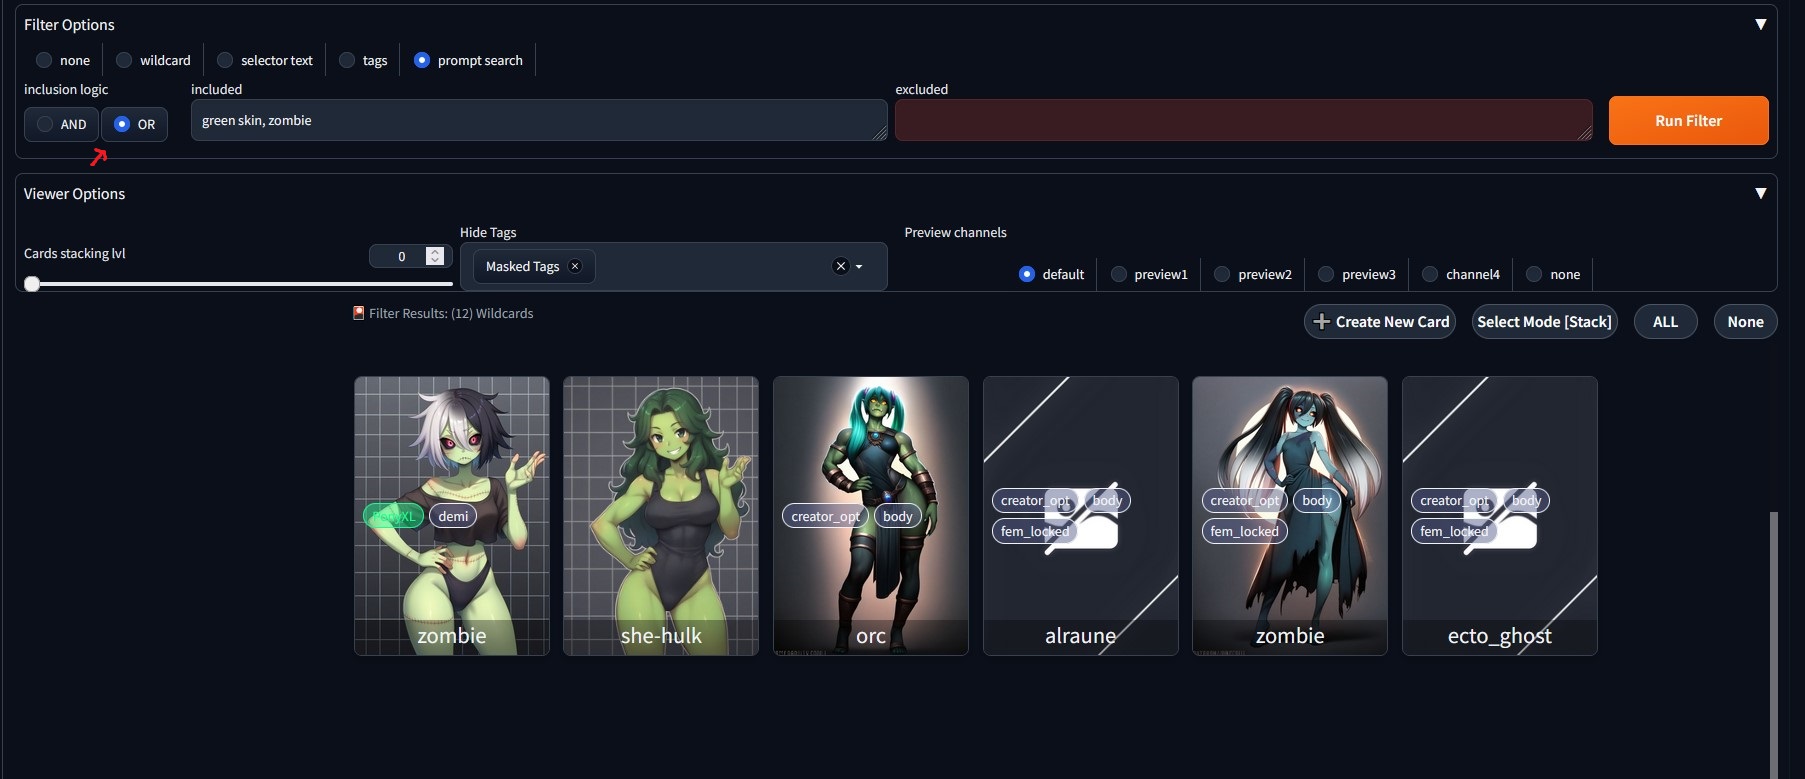 Filter Options ▼
none wildcard selector text tags prompt search
inclusion logic included excluded
AND OR green skin, zombie Run Filter
Viewer Options ▼
Hide Tags Preview channels
Cards stacking lvl 0 Masked Tags
default preview1 preview2 preview3 channel4 none
Filter Results: (12) Wildcards
Create New Card Select Mode [Stack] ALL None
demi
creator_opt body
creator_opt body
fem_locked
creator_opt body
fem_locked
creator_opt body
fem_locked
zombie she-hulk orc alraune zombie ecto_ghost